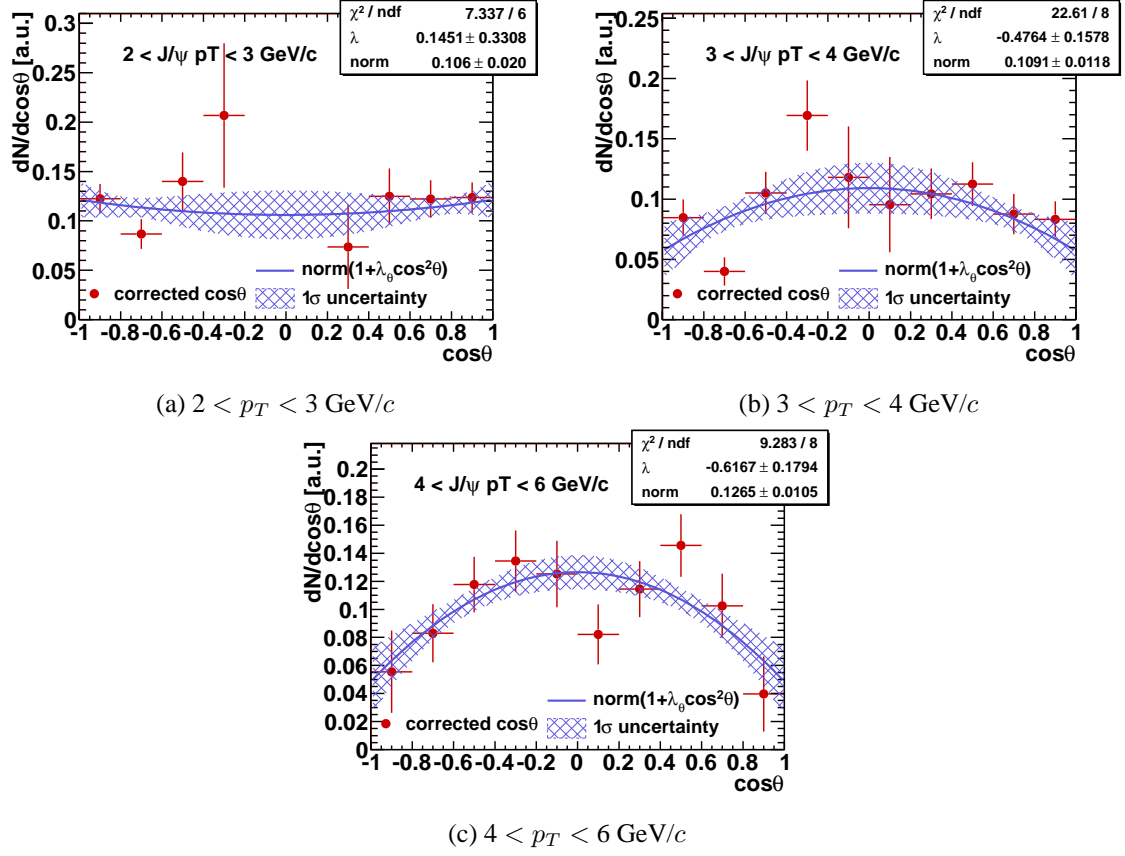 dN/dcosθ [a.u.]
0.3
0.25
0.2
0.15
0.1
0.05
0
2 < J/ψ pT < 3 GeV/c
χ² / ndf 7.337 / 6
λ 0.1451 ± 0.3308
norm 0.106 ± 0.020
norm(1+λθcos²θ)
corrected cosθ 1σ uncertainty
-1 -0.8 -0.6 -0.4 -0.2 0 0.2 0.4 0.6 0.8 1
cosθ
(a) 2 < pT < 3 GeV/c
dN/dcosθ [a.u.]
0.25
0.2
0.15
0.1
0.05
0
3 < J/ψ pT < 4 GeV/c
χ² / ndf 22.61 / 8
λ -0.4764 ± 0.1578
norm 0.1091 ± 0.0118
norm(1+λθcos²θ)
corrected cosθ 1σ uncertainty
-1 -0.8 -0.6 -0.4 -0.2 0 0.2 0.4 0.6 0.8 1
cosθ
(b) 3 < pT < 4 GeV/c
dN/dcosθ [a.u.]
0.2
0.18
0.16
0.14
0.12
0.1
0.08
0.06
0.04
0.02
0
4 < J/ψ pT < 6 GeV/c
χ² / ndf 9.283 / 8
λ -0.6167 ± 0.1794
norm 0.1265 ± 0.0105
norm(1+λθcos²θ)
corrected cosθ 1σ uncertainty
-1 -0.8 -0.6 -0.4 -0.2 0 0.2 0.4 0.6 0.8 1
cosθ
(c) 4 < pT < 6 GeV/c